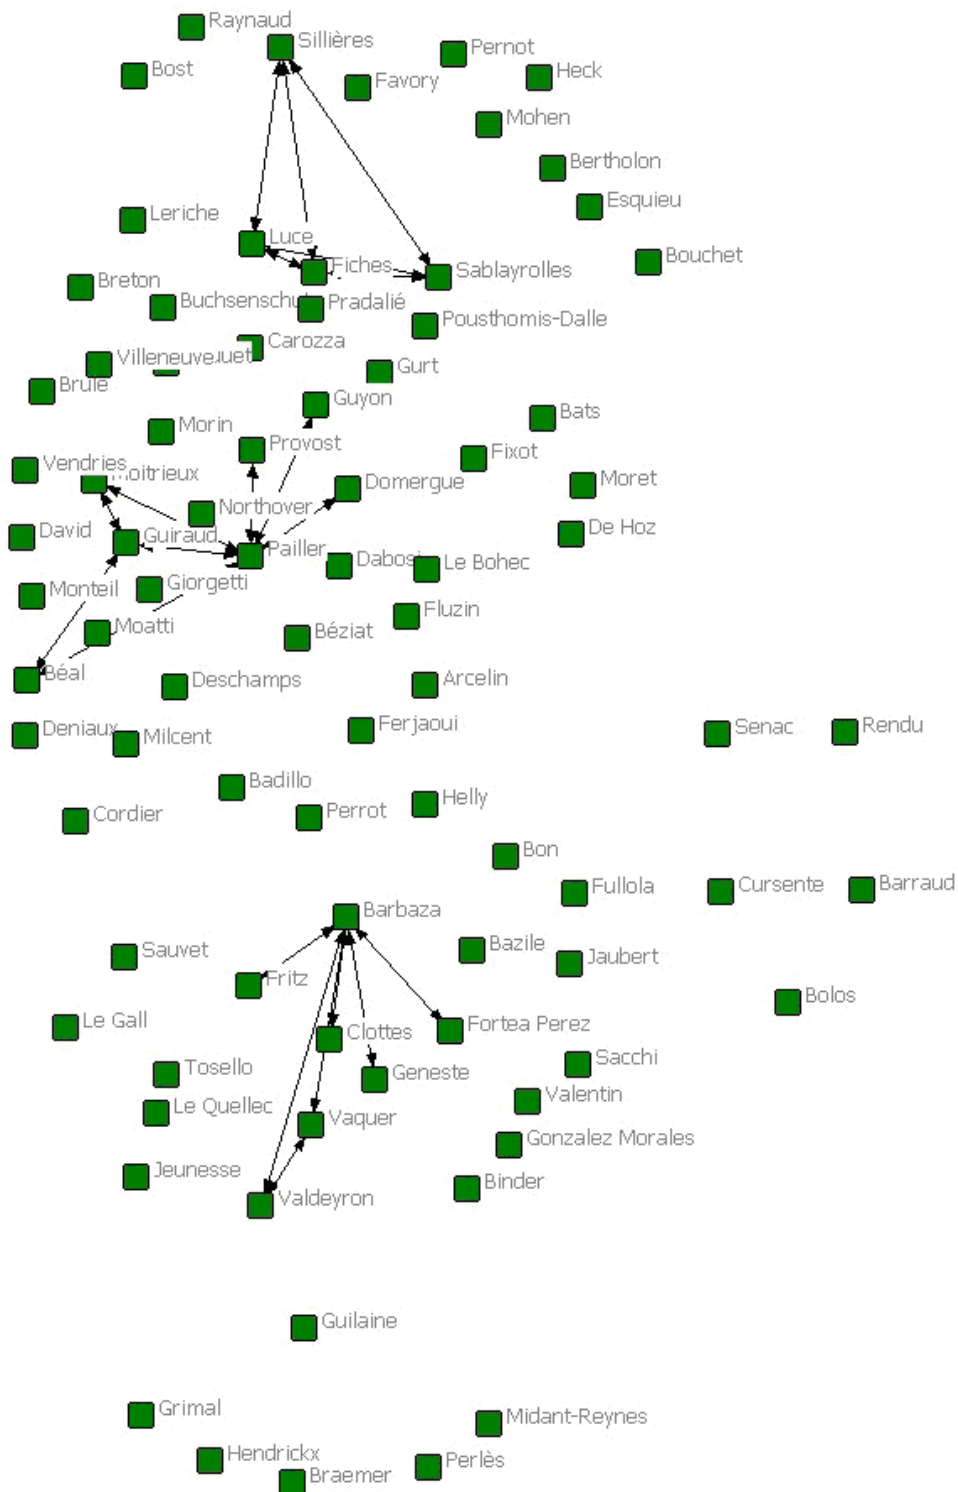 Raynaud
Sillières
Pernot
Bost
Favory
Heck
Mohen
Bertholon
Esquieu
Leriche
Luce
Bouchet
Fiches
Sablayrolles
Breton
Buchsenschut
Pradalié
Pousthomis-Dalle
Carozza
Villeneuve
Gurt
Brule
Guyon
Bats
Morin
Provost
Fixot
Vendries
Moitrieux
Domergue
Moret
Northover
David
Guiraud
De Hoz
Pailler
Dabosi
Le Bohec
Monteil
Giorgetti
Fluzin
Moatti
Béziat
Béal
Deschamps
Arcelin
Deniaux
Milcent
Ferjaoui
Senac
Rendu
Badillo
Cordier
Perrot
Helly
Bon
Fullola
Cursente
Barraud
Barbaza
Sauvet
Bazile
Jaubert
Fritz
Bolos
Le Gall
Clottes
Fortea Perez
Tosello
Geneste
Sacchi
Le Quellec
Vaquer
Valentin
Gonzalez Morales
Jeunesse
Valdeyron
Binder
Guilaine
Grimal
Midant-Reynes
Hendrickx
Perlès
Braemer